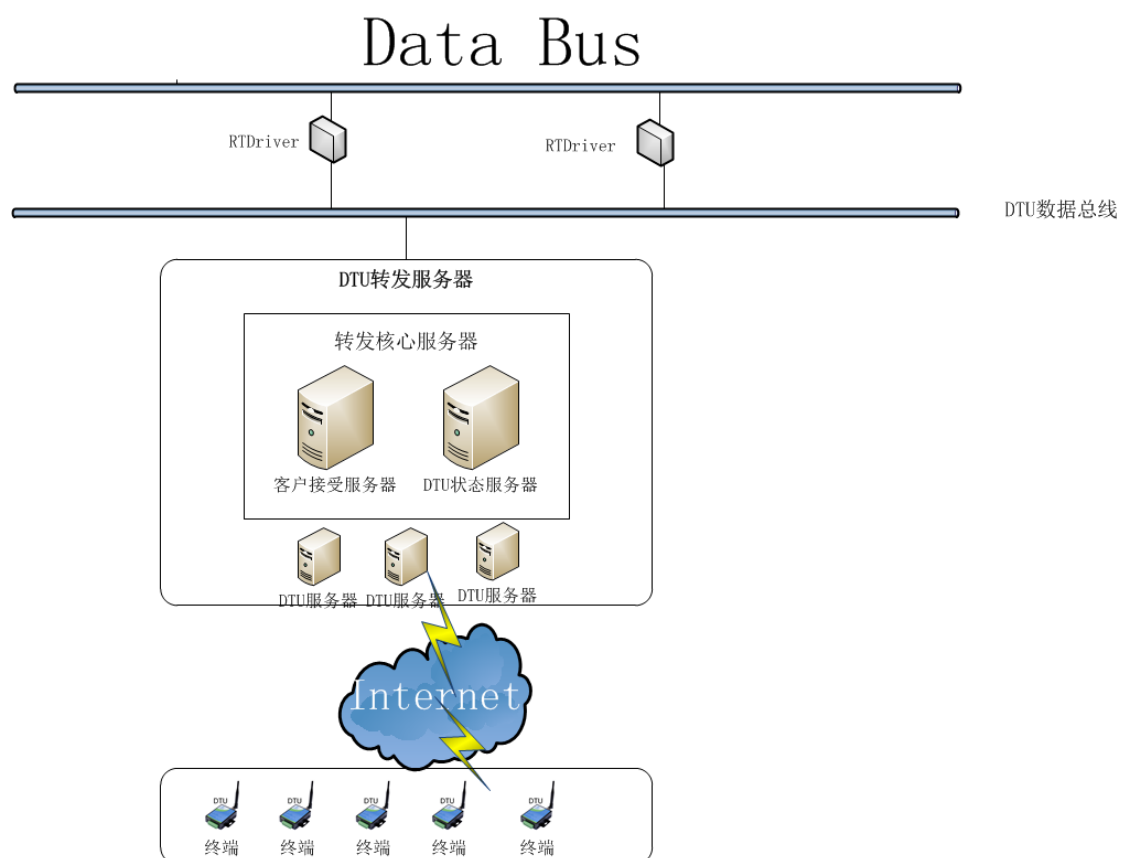 Data Bus
RTDriver
RTDriver
DTU数据总线
DTU转发服务器
转发核心服务器
客户接受服务器
DTU状态服务器
DTU服务器
DTU服务器
DTU服务器
Internet
DTU
DTU
DTU
DTU
DTU
终端
终端
终端
终端
终端